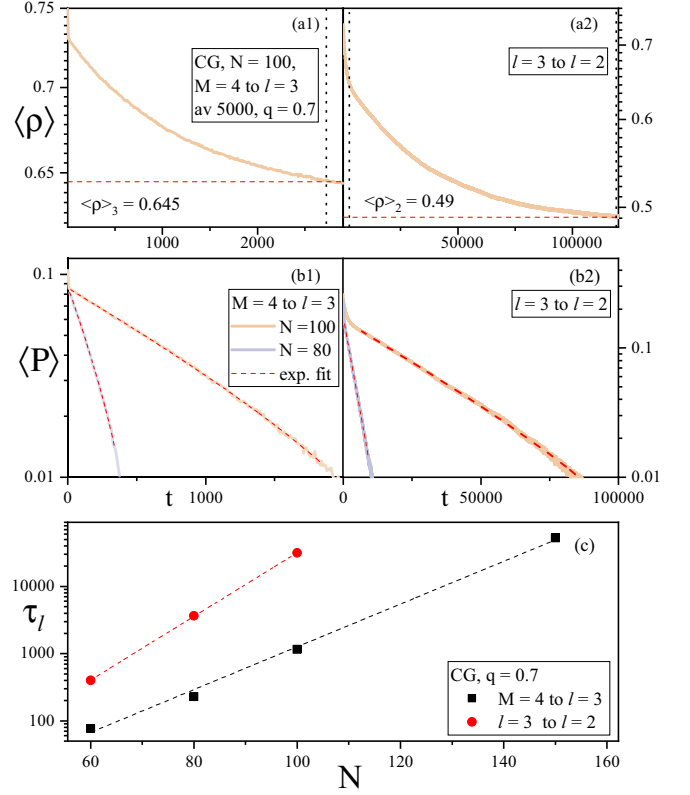 0.75
(a1)
(a2)
0.7
CG, N = 100,
M = 4 to l = 3
av 5000, q = 0.7
l = 3 to l = 2
0.7
0.6
⟨ρ⟩
0.65
0.5
<ρ>3 = 0.645
<ρ>2 = 0.49
1000
2000
50000
100000
0.1
(b1)
(b2)
M = 4 to l = 3
N =100
N = 80
exp. fit
l = 3 to l = 2
⟨P⟩
0.1
0.01
0.01
0
t
1000
0
t
50000
100000
(c)
10000
τl
1000
100
CG, q = 0.7
M = 4 to l = 3
l = 3 to l = 2
60
80
100
120
140
160
N